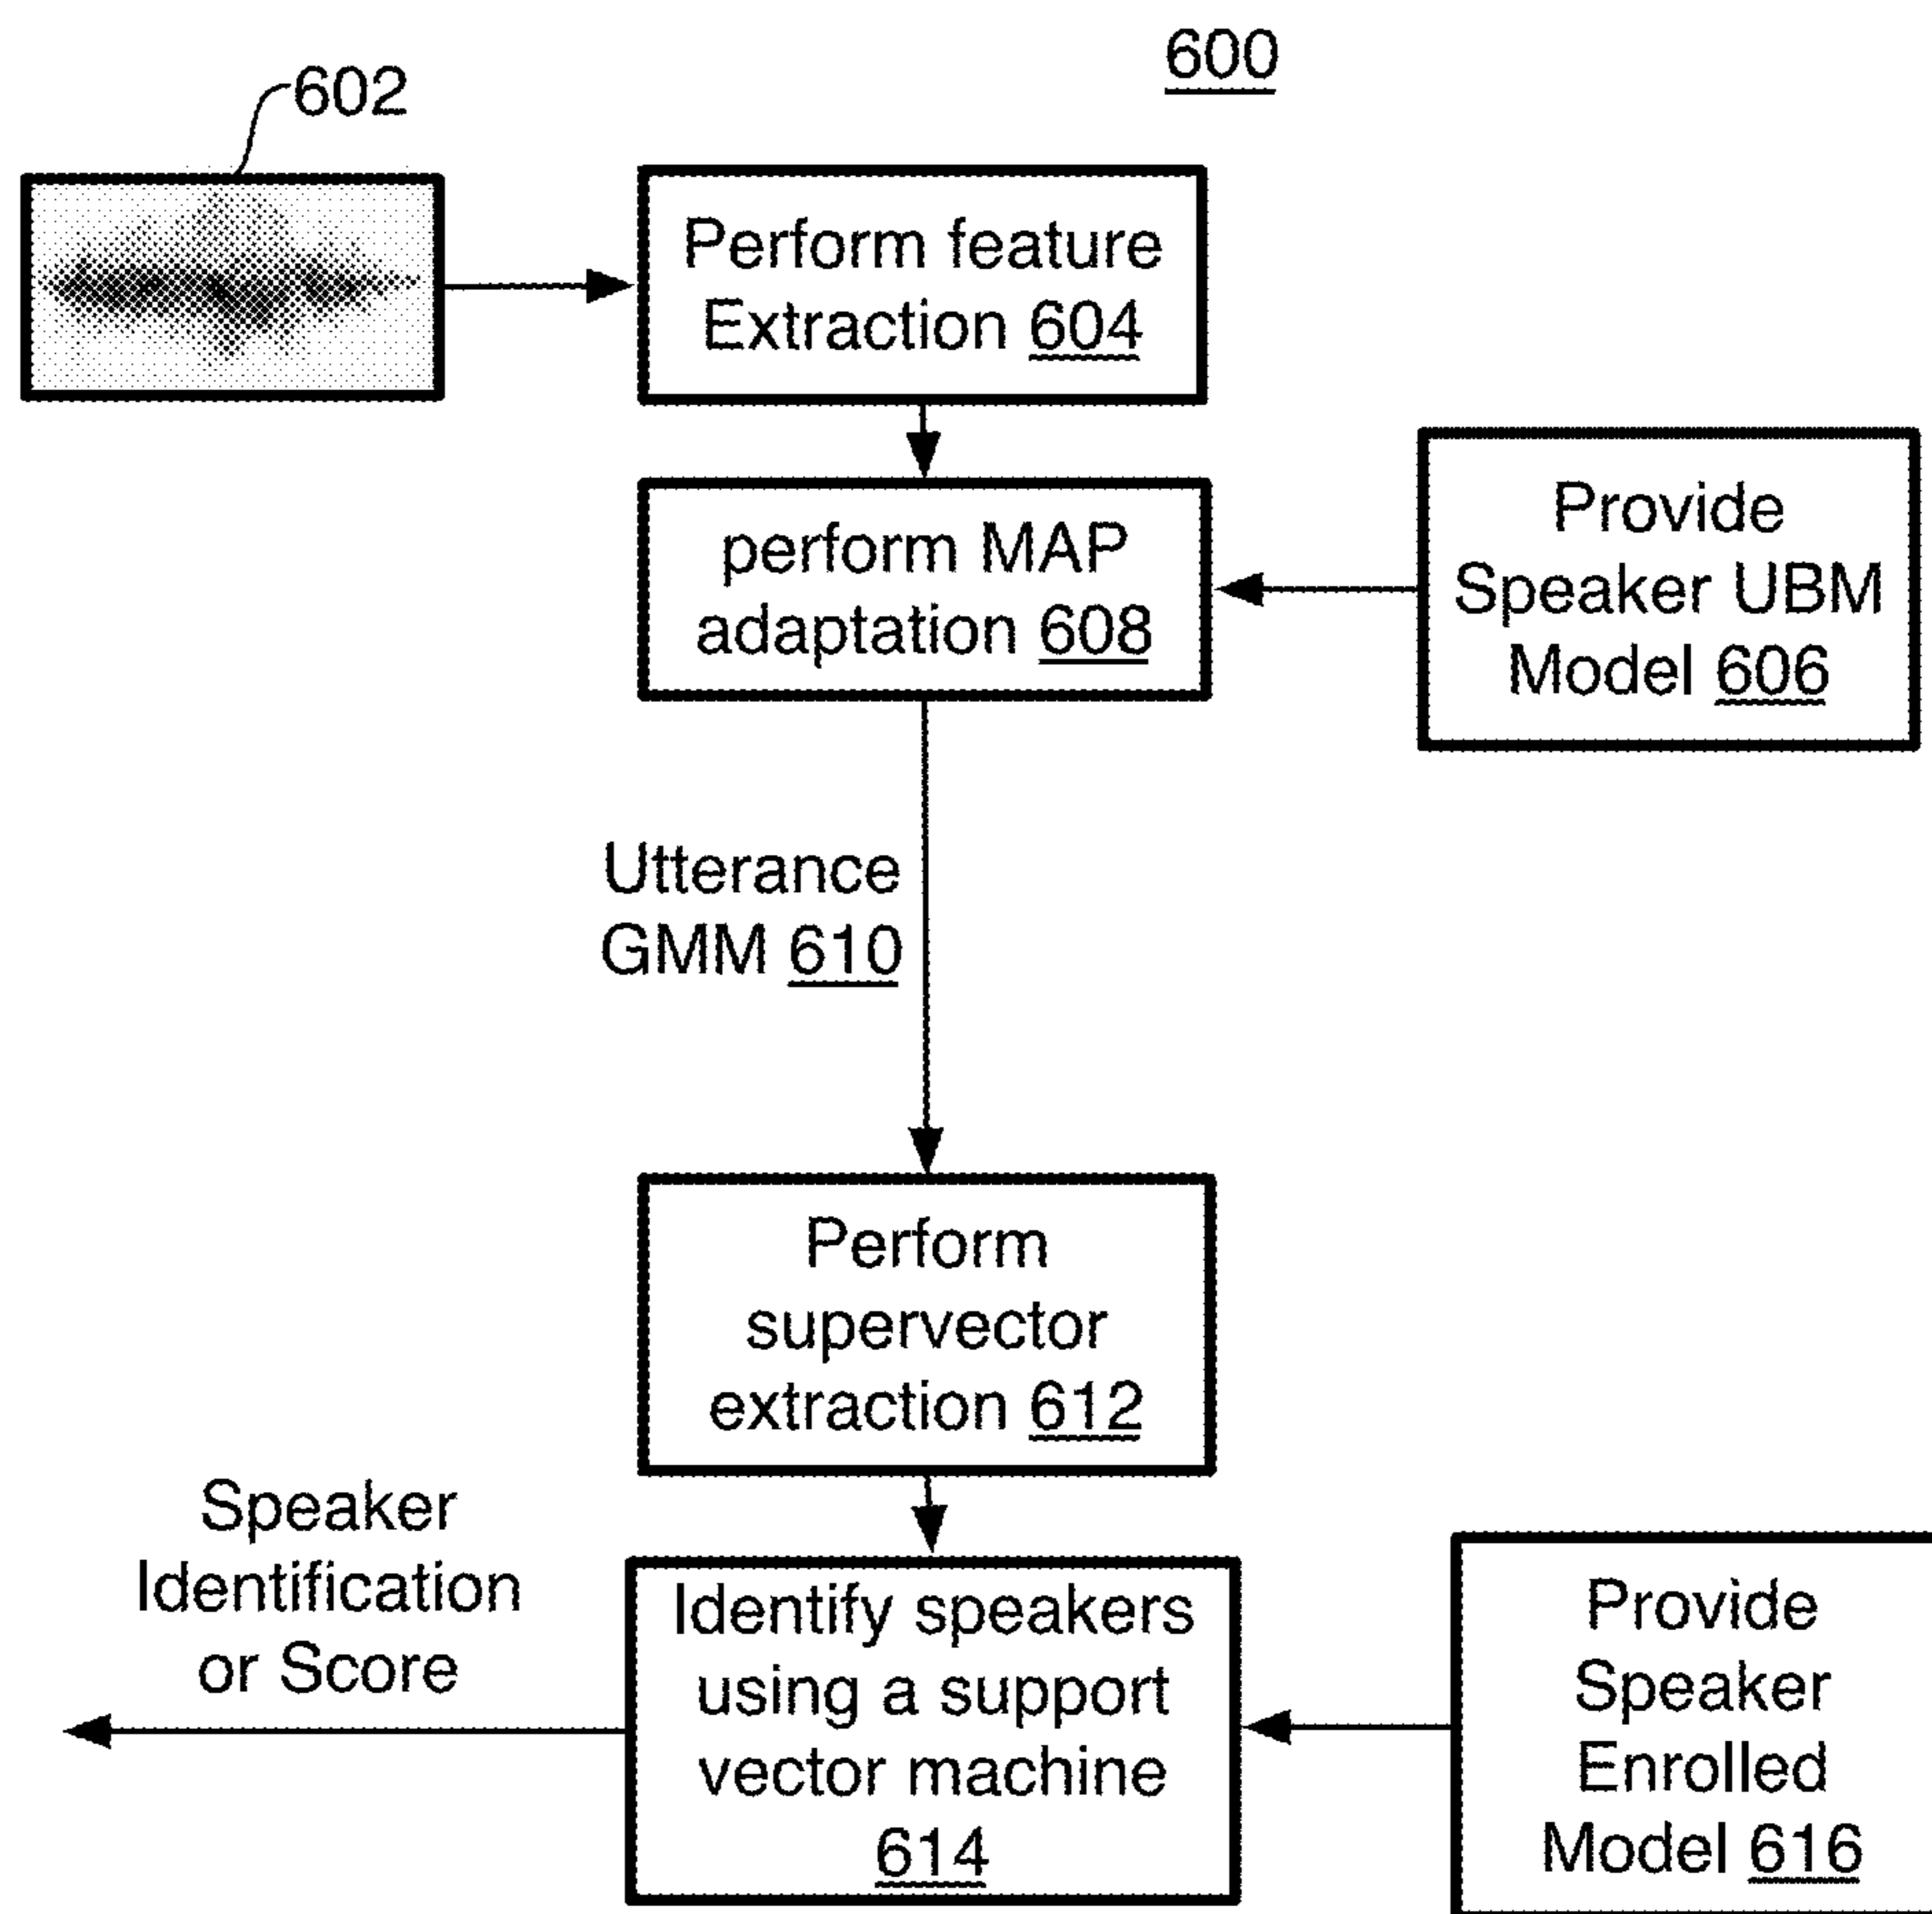 600
602
Perform feature
Extraction 604
perform MAP
adaptation 608
Provide
Speaker UBM
Model 606
Utterance
GMM 610
Perform
supervector
extraction 612
Speaker
Identification
or Score
Identify speakers
using a support
vector machine
614
Provide
Speaker
Enrolled
Model 616